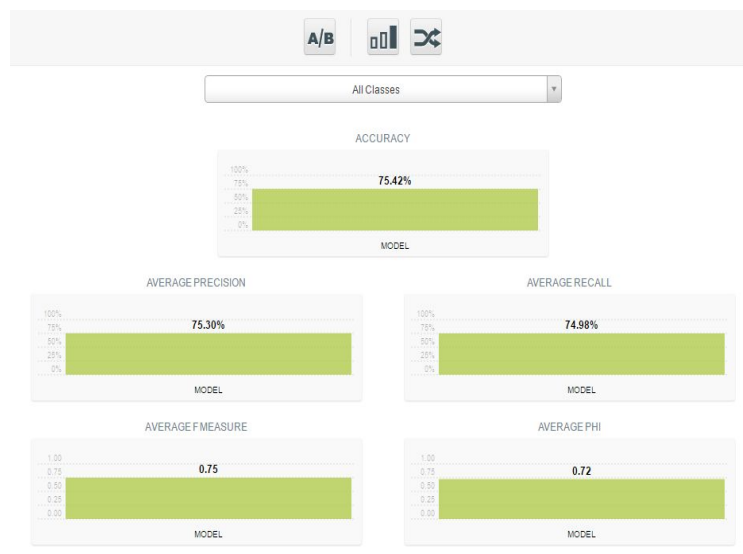 A/B
All Classes
ACCURACY
100%
75%
50%
25%
0%
75.42%
MODEL
AVERAGE PRECISION
100%
75%
50%
25%
0%
75.30%
MODEL
AVERAGE RECALL
100%
75%
50%
25%
0%
74.98%
MODEL
AVERAGE F MEASURE
1.00
0.75
0.50
0.25
0.00
0.75
MODEL
AVERAGE PHI
1.00
0.75
0.50
0.25
0.00
0.72
MODEL